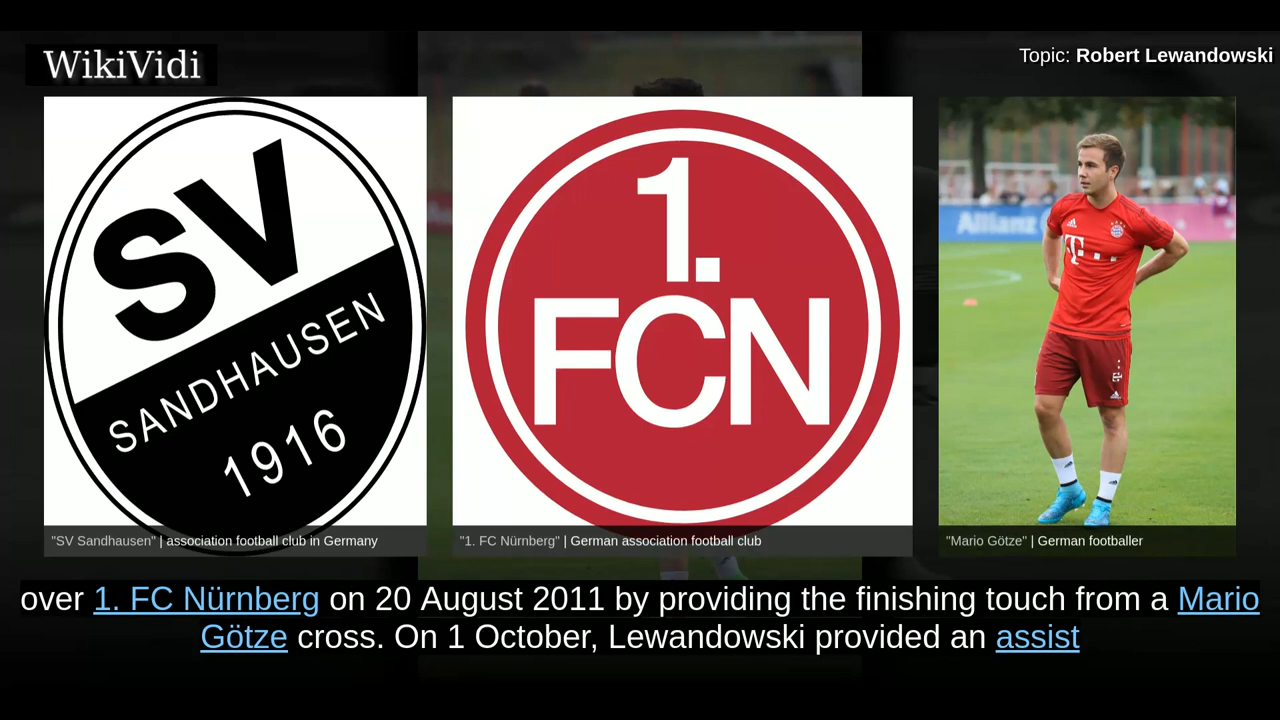 WikiVidi
Topic: Robert Lewandowski
SV
SANDHAUSEN
1916
1.
FCN
Allianz
T
"SV Sandhausen" | association football club in Germany
"1. FC Nürnberg" | German association football club
"Mario Götze" | German footballer
over 1. FC Nürnberg on 20 August 2011 by providing the finishing touch from a Mario
Götze cross. On 1 October, Lewandowski provided an assist